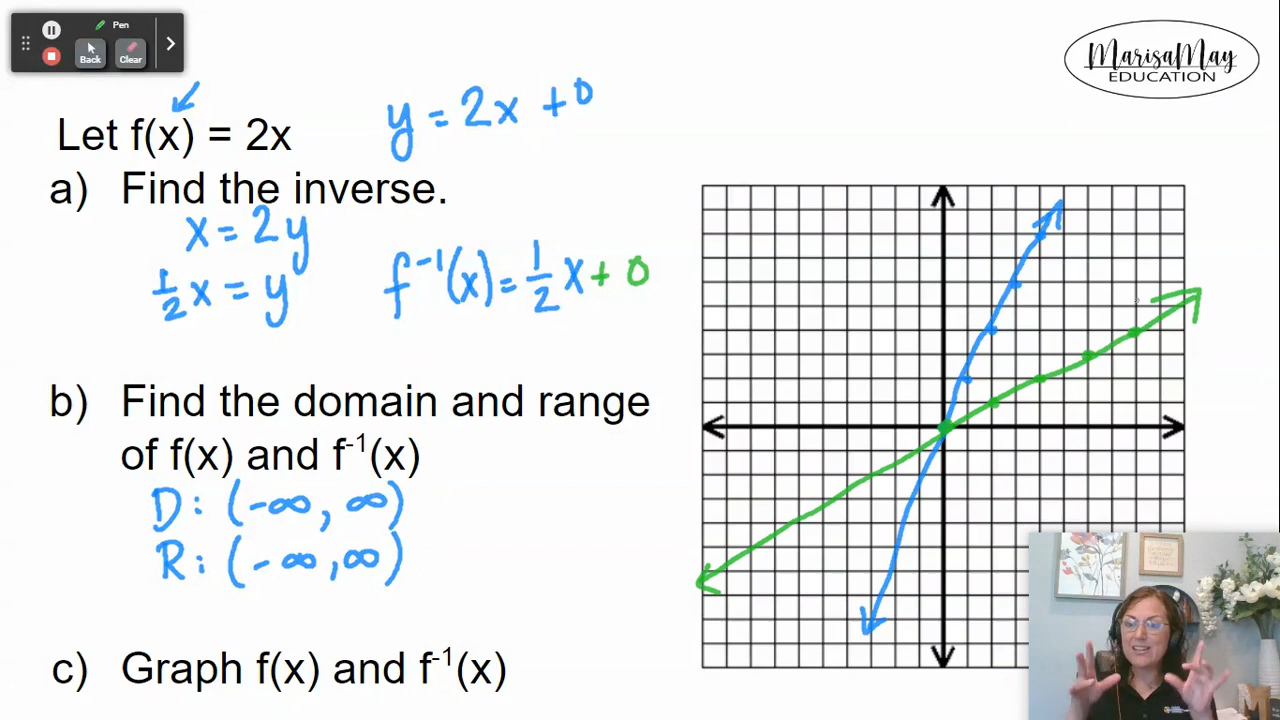 Pen
Back
Clear
MarisaMay
EDUCATION
Let f(x) = 2x
y = 2x + 0
a) Find the inverse.
x = 2y
½x = y
f⁻¹(x) = ½x + 0
b) Find the domain and range
of f(x) and f⁻¹(x)
D: (-∞, ∞)
R: (-∞, ∞)
c) Graph f(x) and f⁻¹(x)